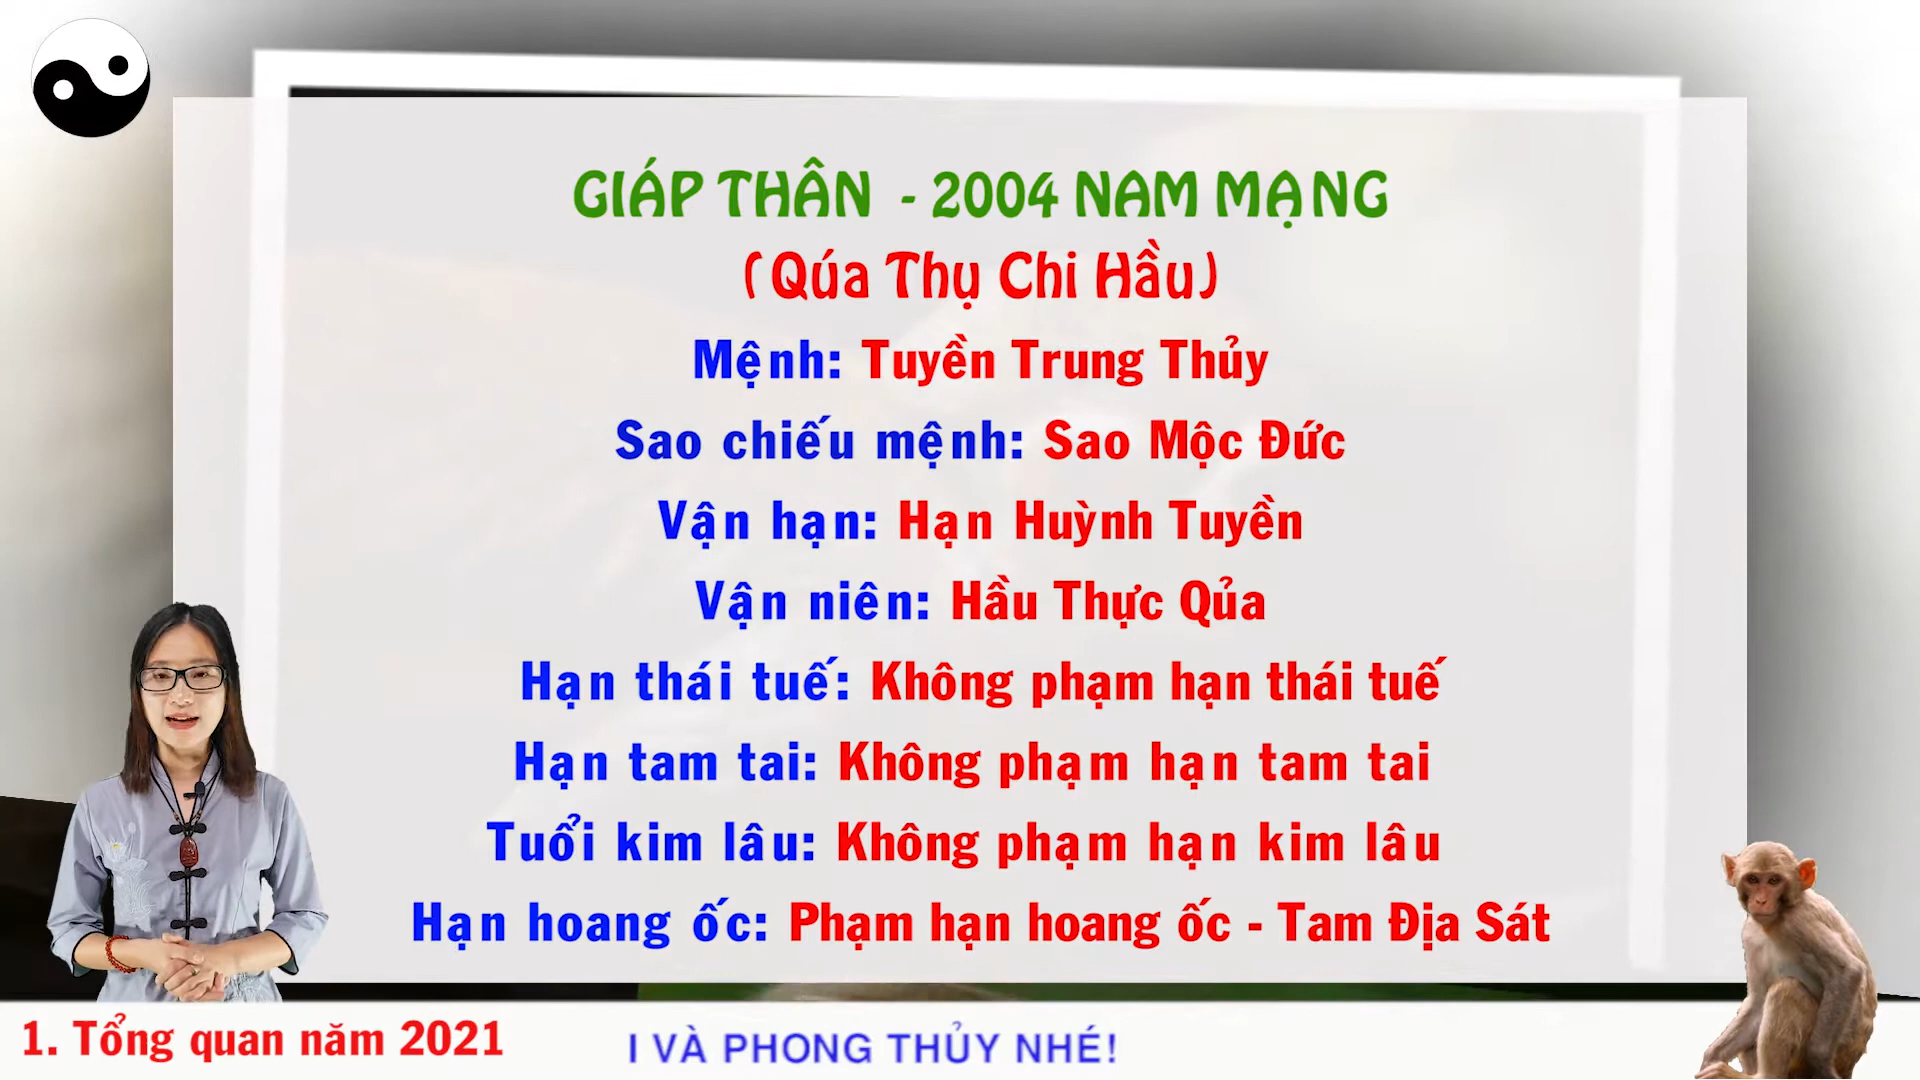 GIÁP THÂN - 2004 NAM MẠNG
(Qúa Thụ Chi Hầu)
Mệnh: Tuyền Trung Thủy
Sao chiếu mệnh: Sao Mộc Đức
Vận hạn: Hạn Huỳnh Tuyền
Vận niên: Hầu Thực Qủa
Hạn thái tuế: Không phạm hạn thái tuế
Hạn tam tai: Không phạm hạn tam tai
Tuổi kim lâu: Không phạm hạn kim lâu
Hạn hoang ốc: Phạm hạn hoang ốc - Tam Địa Sát
1. Tổng quan năm 2021
I VÀ PHONG THỦY NHÉ!